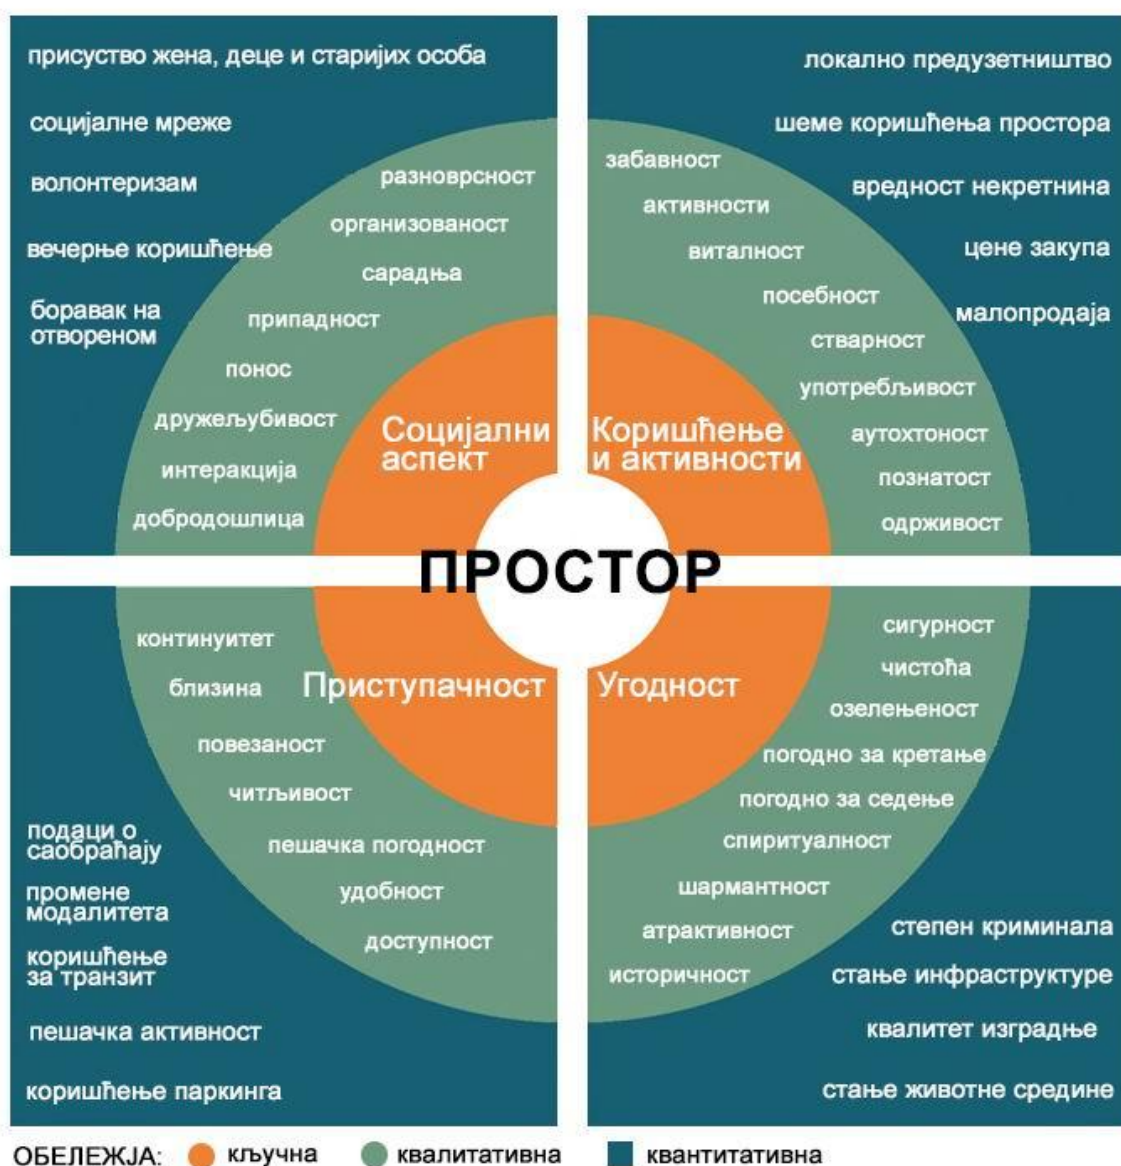 присуство жена, деце и старијих особа
социјалне мреже
волонтеризам
вечерње коришћење
боравак на
отвореном
разноврсност
организованост
сарадња
припадност
понос
дружељубивост
интеракција
добродошлица
Социјални
аспект
локално предузетништво
шеме коришћења простора
вредност некретнина
цене закупа
малопродаја
забавност
активности
виталност
посебност
стварност
употребљивост
аутохтоност
познатост
одрживост
Коришћење
и активности
ПРОСТОР
Приступачност
континуитет
близина
повезаност
читљивост
пешачка погодност
удобност
доступност
подаци о
саобраћају
промене
модалитета
коришћење
за транзит
пешачка активност
коришћење паркинга
Угодност
сигурност
чистоћа
озелењеност
погодно за кретање
погодно за седење
спиритуалност
шармантност
атрактивност
историчност
степен криминала
стање инфраструктуре
квалитет изградње
стање животне средине
ОБЕЛЕЖЈА: кључна квалитативна квантитативна